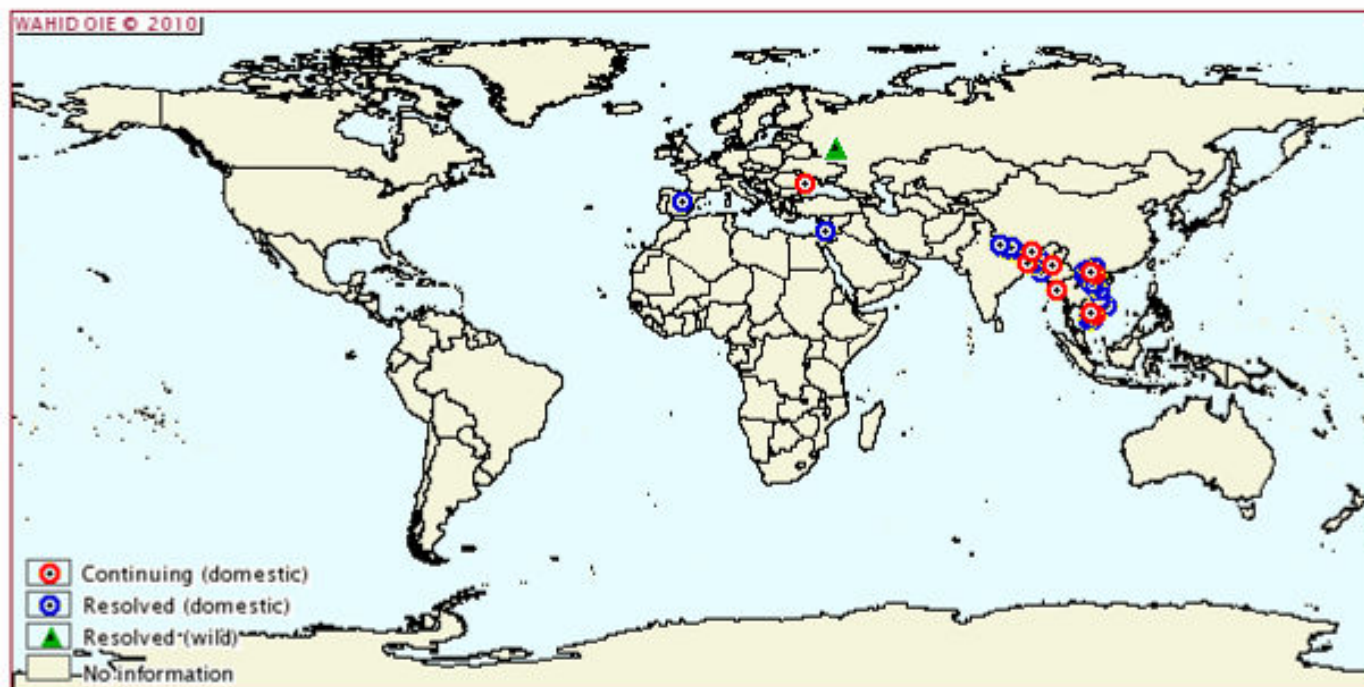 WAHID OIE © 2010
Continuing (domestic)
Resolved (domestic)
Resolved (wild)
No information